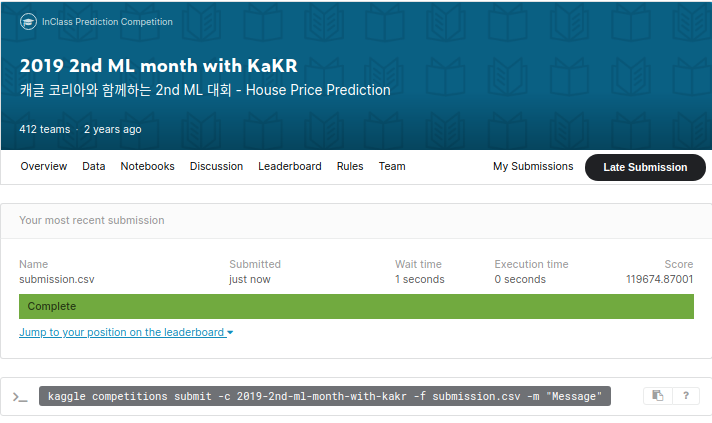 InClass Prediction Competition
2019 2nd ML month with KaKR
캐글 코리아와 함께하는 2nd ML 대회 - House Price Prediction
412 teams · 2 years ago
Overview Data Notebooks Discussion Leaderboard Rules Team My Submissions Late Submission
Your most recent submission
Name Submitted Wait time Execution time Score
submission.csv just now 1 seconds 0 seconds 119674.87001
Complete
Jump to your position on the leaderboard
>_ kaggle competitions submit -c 2019-2nd-ml-month-with-kakr -f submission.csv -m "Message" ?